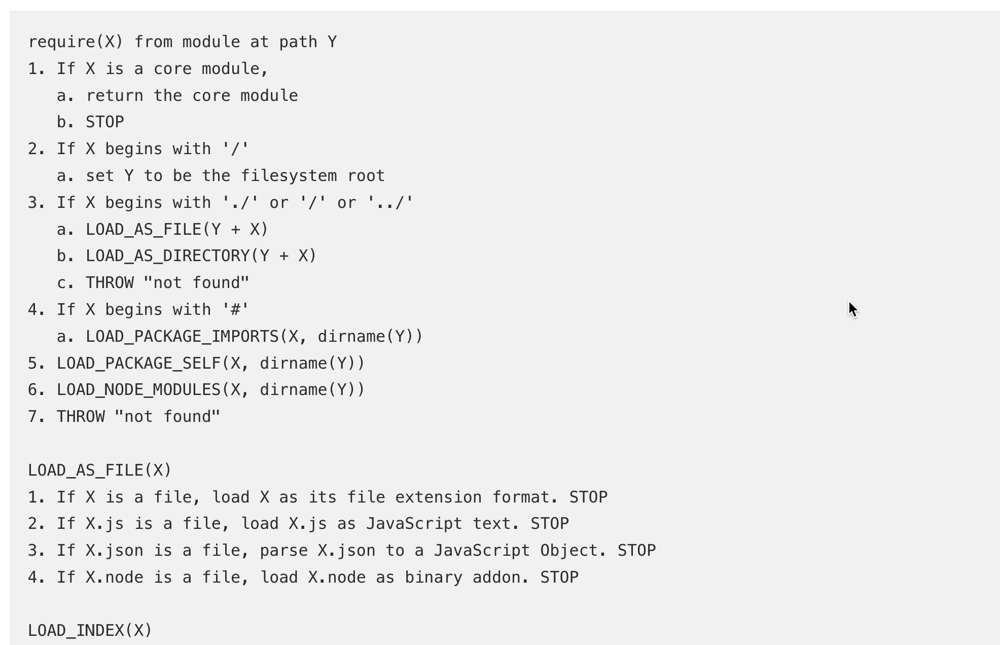 require(X) from module at path Y
1. If X is a core module,
   a. return the core module
   b. STOP
2. If X begins with '/'
   a. set Y to be the filesystem root
3. If X begins with './' or '/' or '../'
   a. LOAD_AS_FILE(Y + X)
   b. LOAD_AS_DIRECTORY(Y + X)
   c. THROW "not found"
4. If X begins with '#'
   a. LOAD_PACKAGE_IMPORTS(X, dirname(Y))
5. LOAD_PACKAGE_SELF(X, dirname(Y))
6. LOAD_NODE_MODULES(X, dirname(Y))
7. THROW "not found"

LOAD_AS_FILE(X)
1. If X is a file, load X as its file extension format. STOP
2. If X.js is a file, load X.js as JavaScript text. STOP
3. If X.json is a file, parse X.json to a JavaScript Object. STOP
4. If X.node is a file, load X.node as binary addon. STOP

LOAD_INDEX(X)